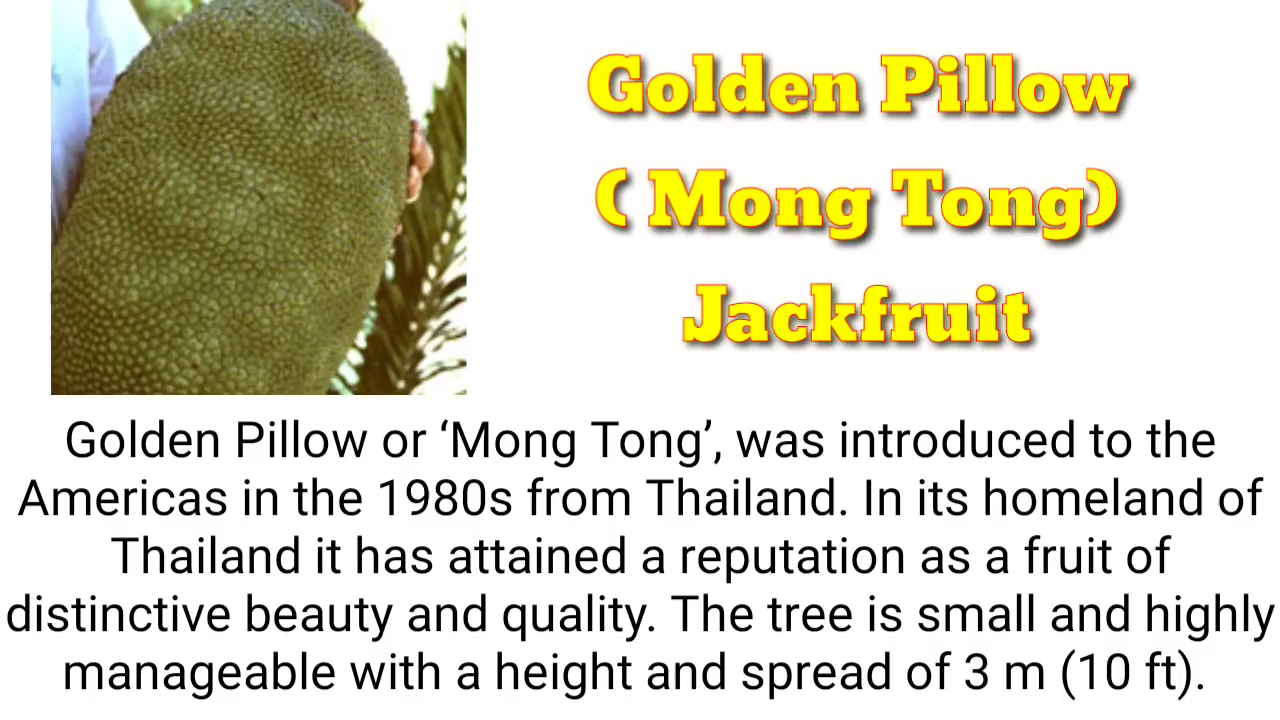 Golden Pillow
( Mong Tong)
Jackfruit
Golden Pillow or ‘Mong Tong’, was introduced to the
Americas in the 1980s from Thailand. In its homeland of
Thailand it has attained a reputation as a fruit of
distinctive beauty and quality. The tree is small and highly
manageable with a height and spread of 3 m (10 ft).